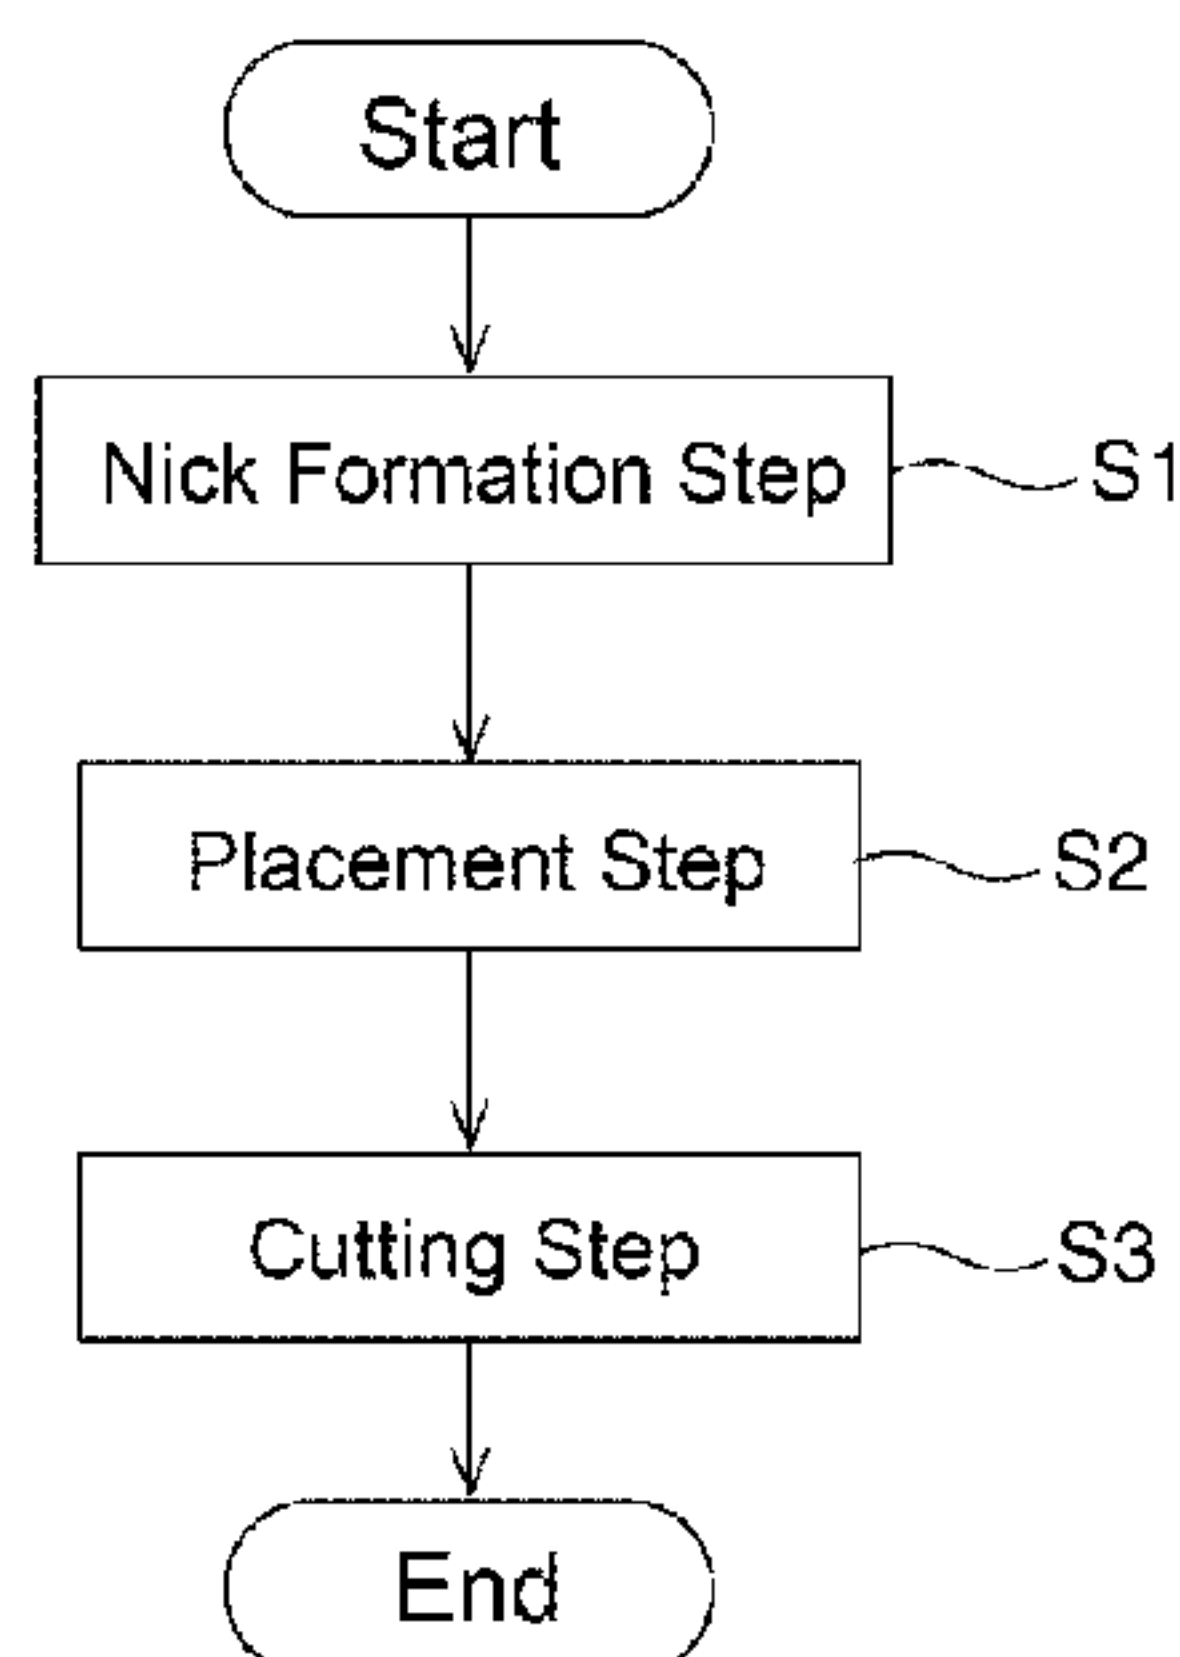 Start
Nick Formation Step S1
Placement Step S2
Cutting Step S3
End